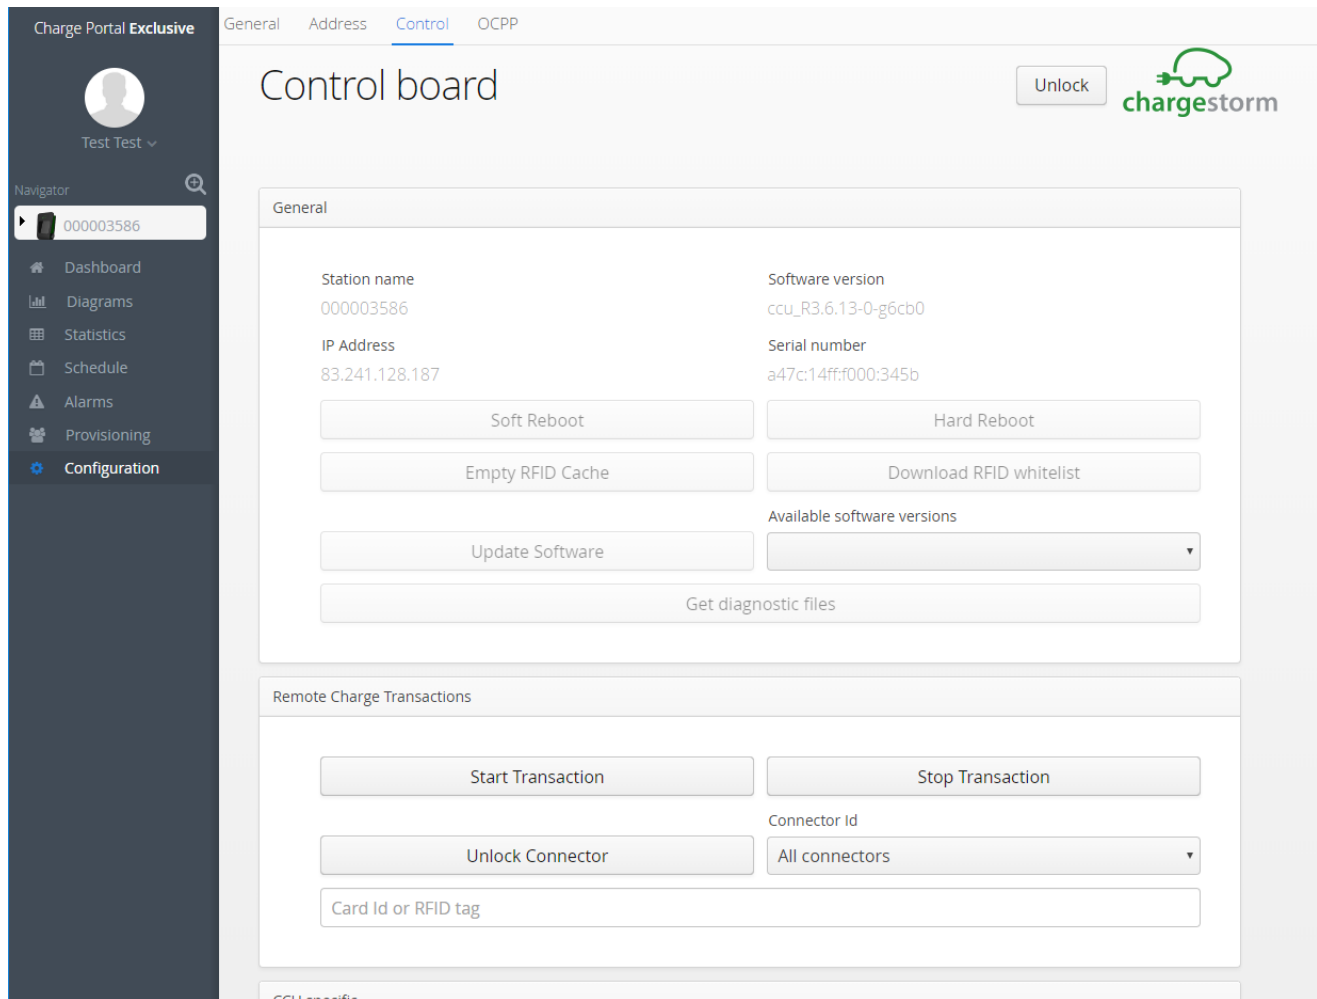 Charge Portal Exclusive
General Address Control OCPP
Control board
Unlock
chargestorm
Test Test
Navigator
000003586
Dashboard
Diagrams
Statistics
Schedule
Alarms
Provisioning
Configuration
General
Station name
000003586
Software version
ccu_R3.6.13-0-g6cb0
IP Address
83.241.128.187
Serial number
a47c:14ff:f000:345b
Soft Reboot
Hard Reboot
Empty RFID Cache
Download RFID whitelist
Available software versions
Update Software
Get diagnostic files
Remote Charge Transactions
Start Transaction
Stop Transaction
Connector Id
Unlock Connector
All connectors
Card Id or RFID tag